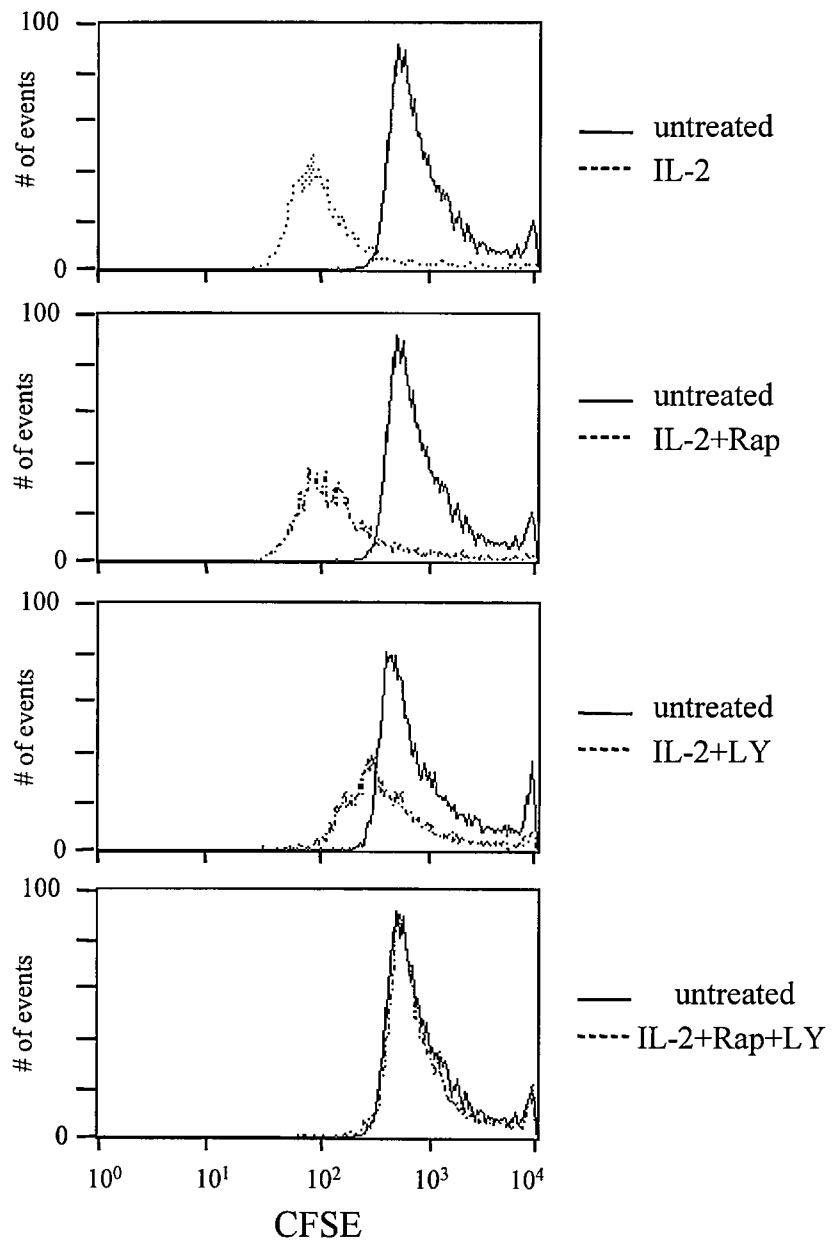 100
# of events
0
untreated
IL-2
100
# of events
0
untreated
IL-2+Rap
100
# of events
0
untreated
IL-2+LY
100
# of events
0
untreated
IL-2+Rap+LY
10⁰ 10¹ 10² 10³ 10⁴
CFSE